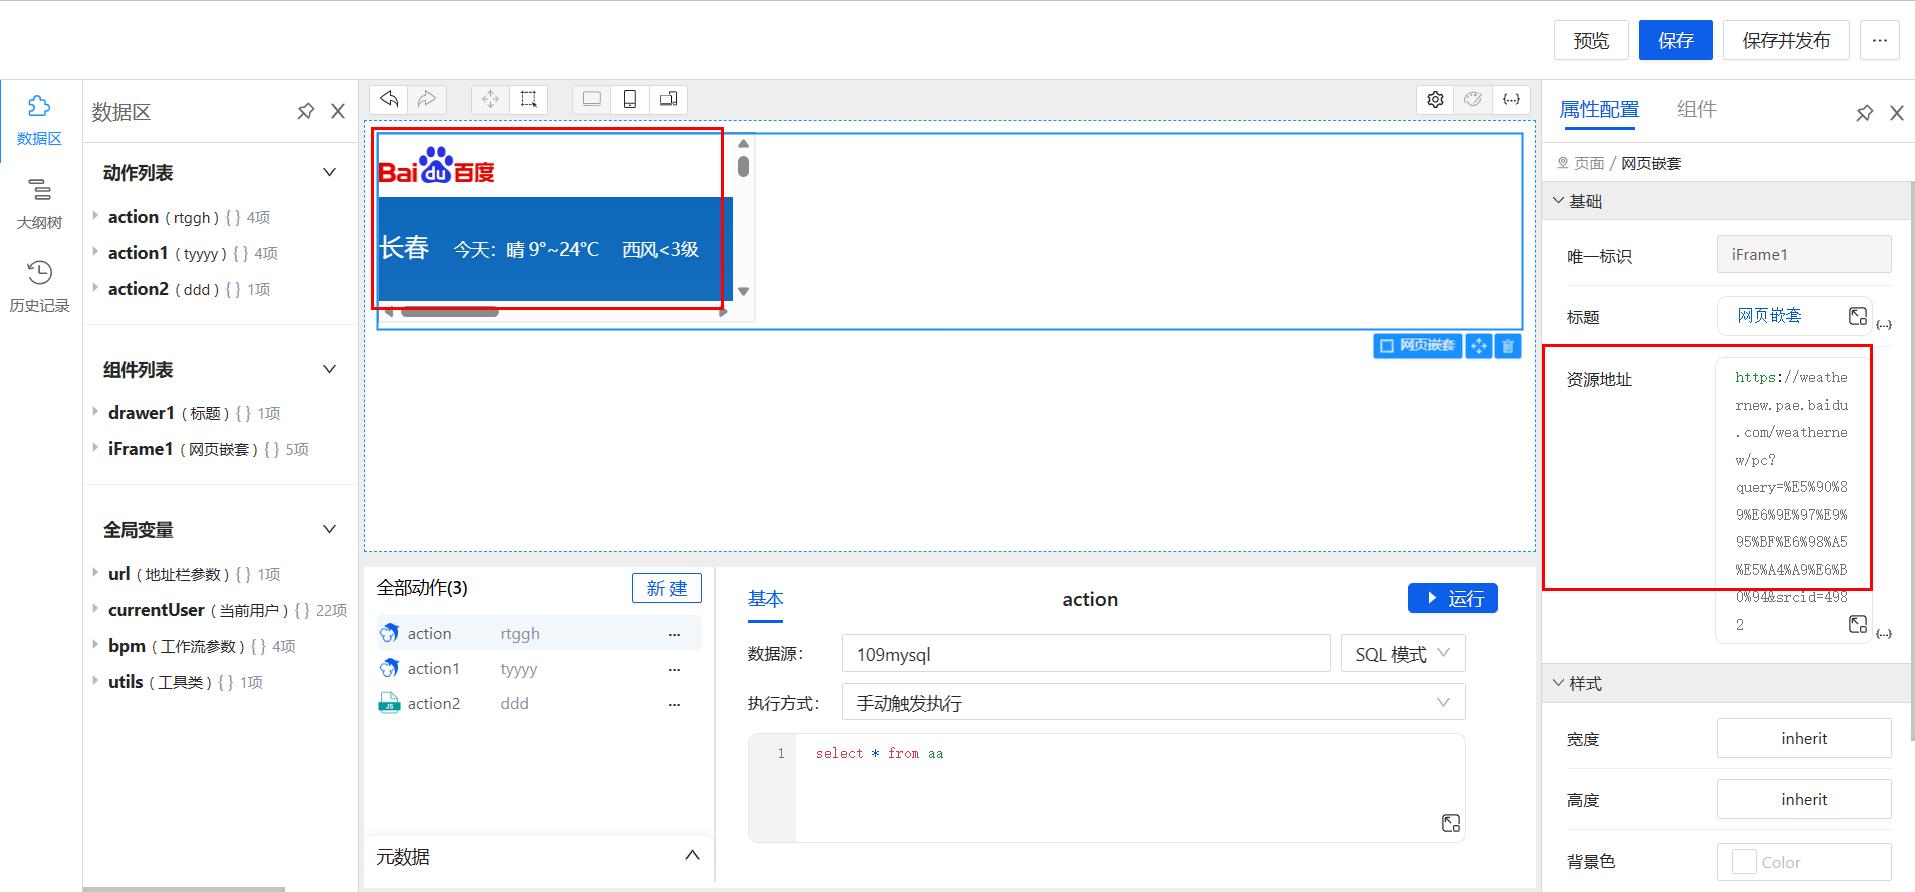 预览
保存
保存并发布
数据区
大纲树
历史记录
数据区
动作列表
action ( rtggh ) { } 4项
action1 ( tyyyy ) { } 4项
action2 ( ddd ) { } 1项
组件列表
drawer1 ( 标题 ) { } 1项
iFrame1 ( 网页嵌套 ) { } 5项
全局变量
url ( 地址栏参数 ) { } 1项
currentUser ( 当前用户 ) { } 22项
bpm ( 工作流参数 ) { } 4项
utils ( 工具类 ) { } 1项
Bai du 百度
长春 今天: 晴 9°~24°C 西风<3级
网页嵌套
全部动作(3) 新 建
action rtggh ...
action1 tyyyy ...
action2 ddd ...
元数据
基本 action 运行
数据源: 109mysql SQL 模式
执行方式: 手动触发执行
1 select * from aa
属性配置 组件
页面 / 网页嵌套
基础
唯一标识 iFrame1
标题 网页嵌套 {...}
资源地址
https://weathe
rnew.pae.baidu
.com/weatherne
w/pc?
query=%E5%90%8
9%E6%9E%97%E9%
95%BF%E6%98%A5
%E5%A4%A9%E6%B
0%94&srcid=498
2 {...}
样式
宽度 inherit
高度 inherit
背景色 Color